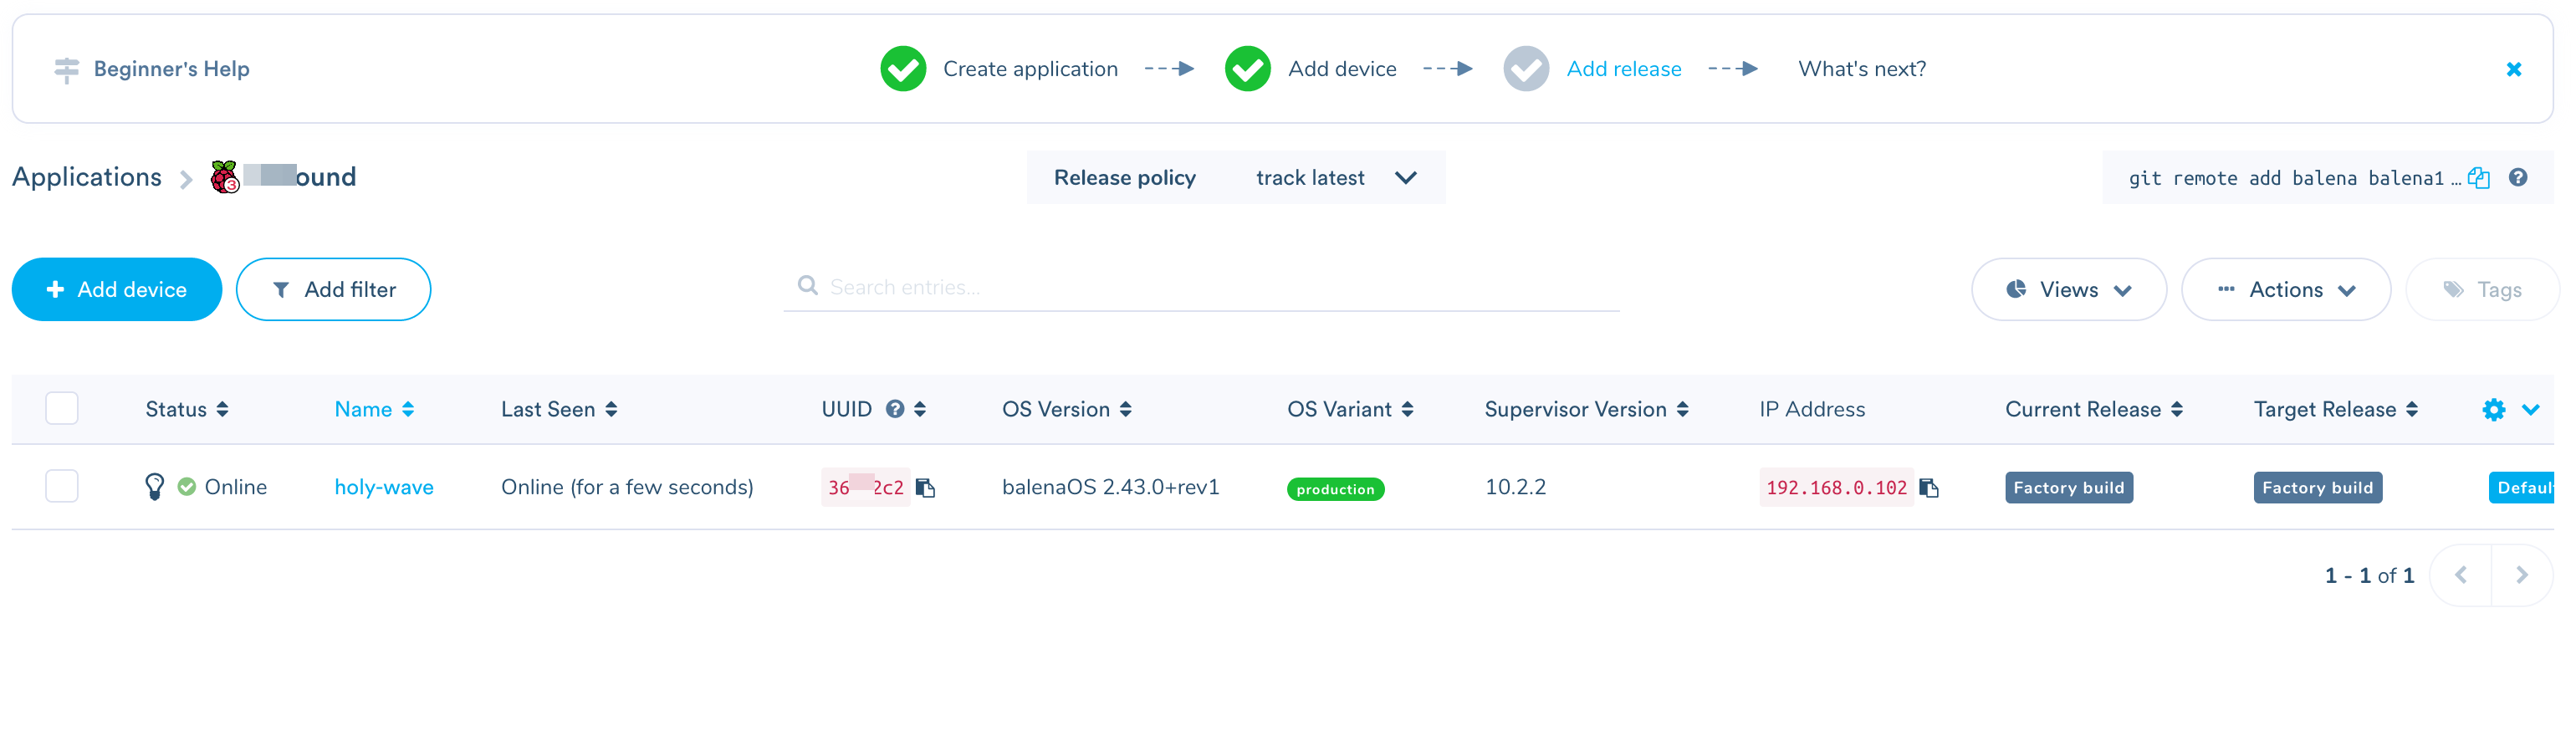 Beginner's Help Create application Add device Add release What's next?
Applications ound Release policy track latest git remote add balena balena1 ...
Add device Add filter Search entries... Views Actions Tags
Status Name Last Seen UUID OS Version OS Variant Supervisor Version IP Address Current Release Target Release
Online holy-wave Online (for a few seconds) 36 2c2 balenaOS 2.43.0+rev1 production 10.2.2 192.168.0.102 Factory build Factory build Defaul
1 - 1 of 1